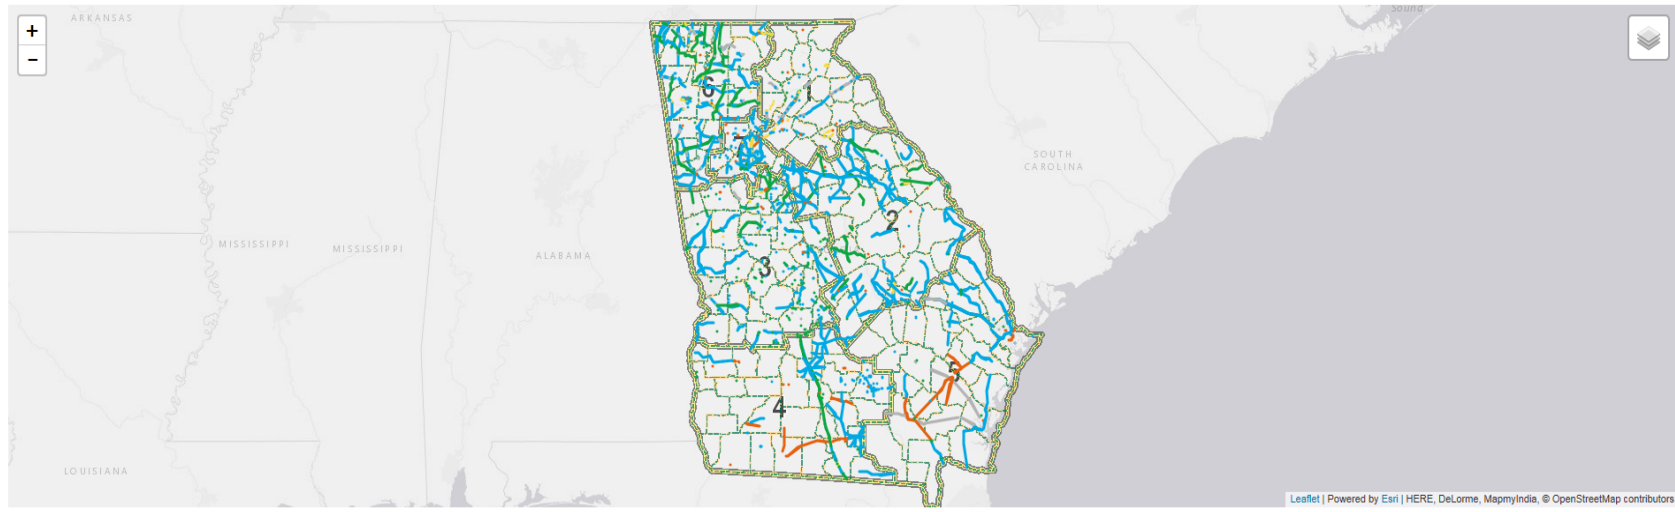 ARKANSAS
Sound
+
−
6
1
7
SOUTH
CAROLINA
2
MISSISSIPPI
MISSISSIPPI
ALABAMA
3
5
4
LOUISIANA
Leaflet | Powered by Esri | HERE, DeLorme, MapmyIndia, © OpenStreetMap contributors